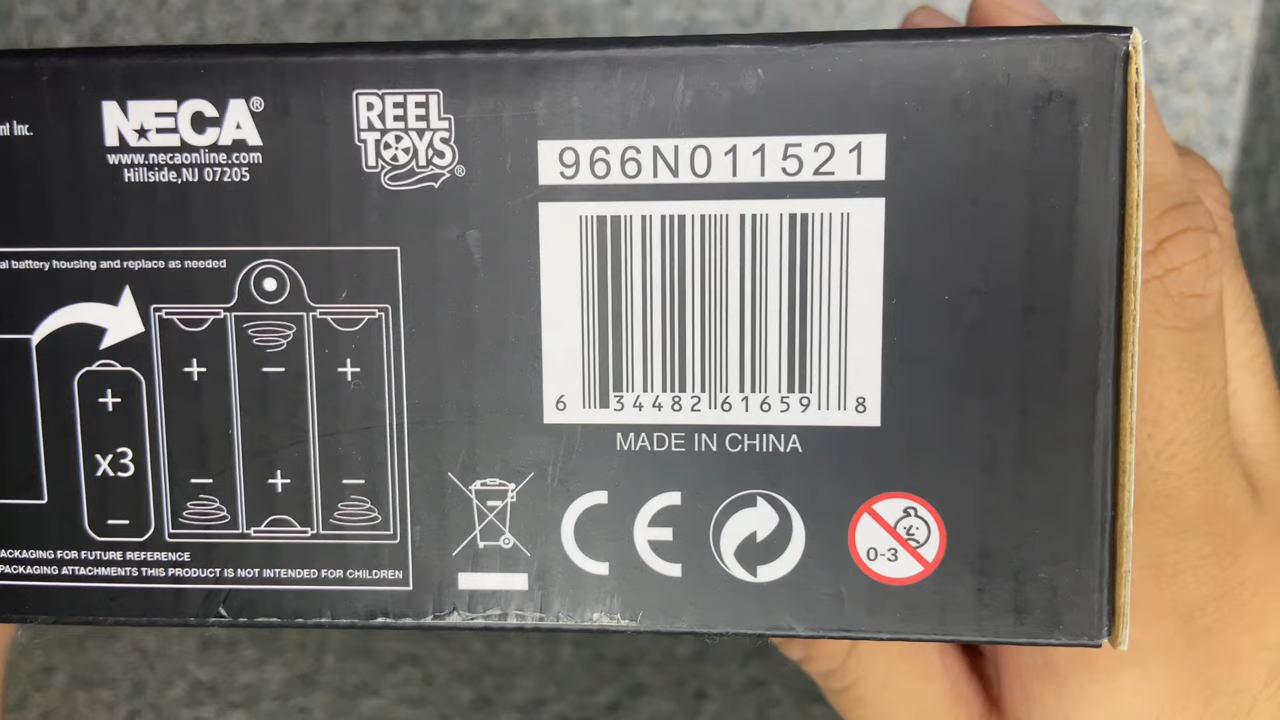 nt Inc.
NECA®
www.necaonline.com
Hillside,NJ 07205
REEL
TOYS®
966N011521
al battery housing and replace as needed
+
x3
−
+ − +
− + −
6 34482 61659 8
MADE IN CHINA
CE
0-3
ACKAGING FOR FUTURE REFERENCE
PACKAGING ATTACHMENTS THIS PRODUCT IS NOT INTENDED FOR CHILDREN